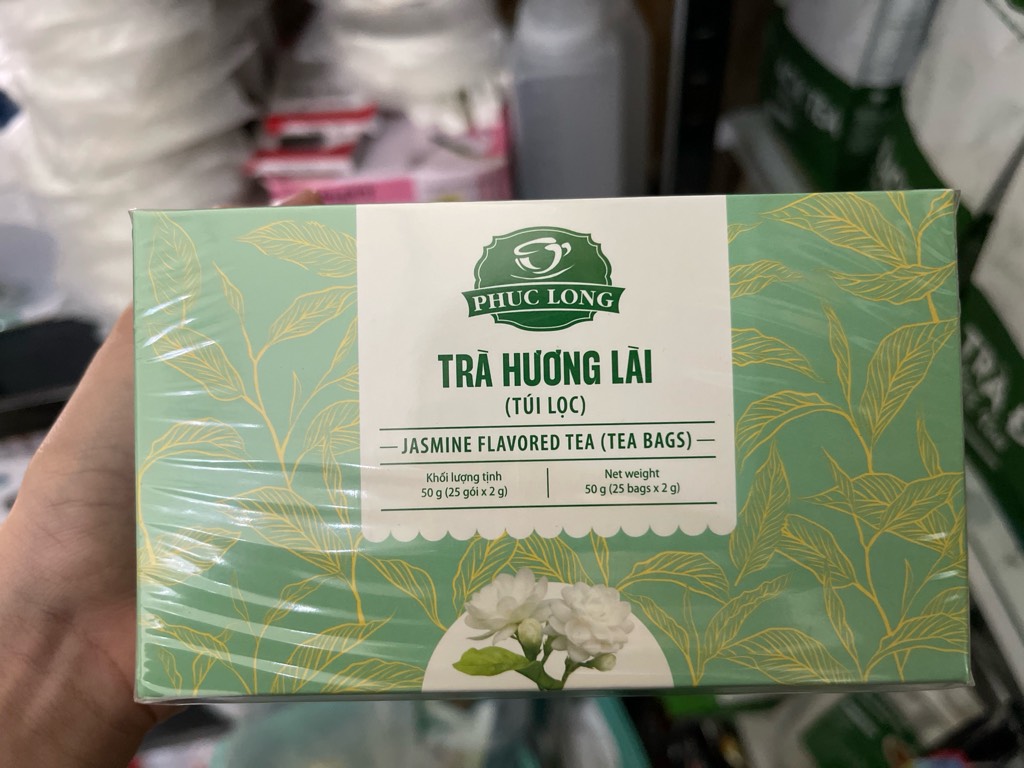 PHUC LONG
TRÀ HƯƠNG LÀI
(TÚI LỌC)
JASMINE FLAVORED TEA (TEA BAGS)
Khối lượng tịnh
50 g (25 gói x 2 g)
Net weight
50 g (25 bags x 2 g)
TRÀ